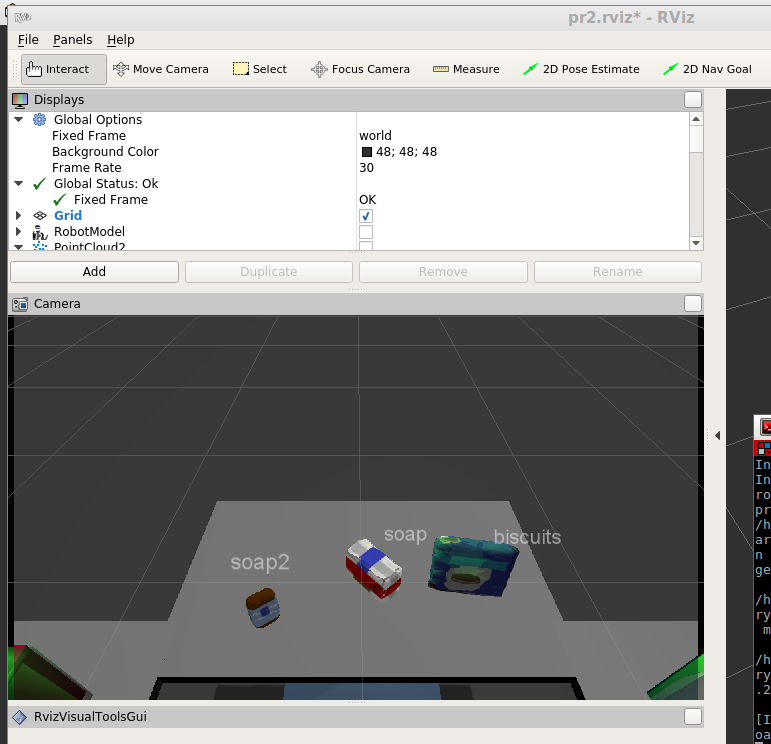 pr2.rviz* - RViz
File Panels Help
Interact Move Camera Select Focus Camera Measure 2D Pose Estimate 2D Nav Goal
Displays
Global Options
Fixed Frame world
Background Color 48; 48; 48
Frame Rate 30
Global Status: Ok
Fixed Frame OK
Grid
RobotModel
PointCloud2
Add Duplicate Remove Rename
Camera
soap biscuits
soap2
RvizVisualToolsGui
In
In
ro
pr
/h
ar
n
ge
/h
ry
m
/h
ry
.2
[I
oa